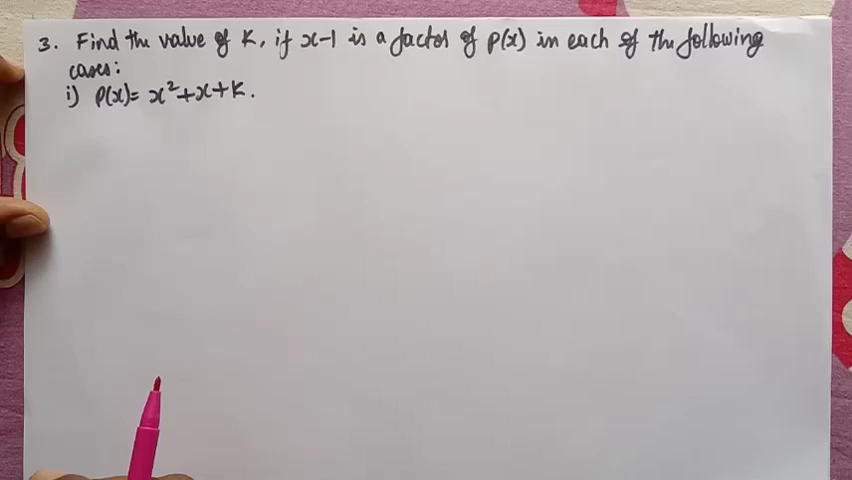 3. Find the value of K, if x-1 is a factor of p(x) in each of the following
cases:
i) P(x)= x²+x+K.